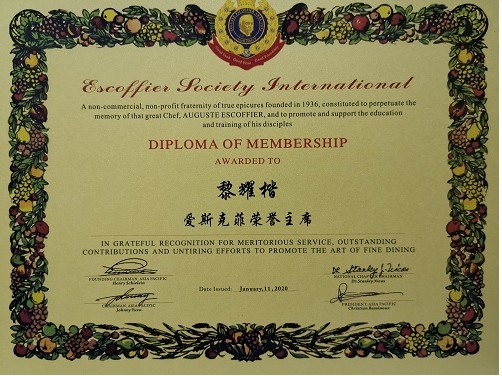 Escoffier Society International
A non-commercial, non-profit fraternity of true epicures founded in 1936, constituted to perpetuate the
memory of that great Chef, AUGUSTE ESCOFFIER, and to promote and support the education
and training of his disciples
DIPLOMA OF MEMBERSHIP
AWARDED TO
黎耀楷
爱斯克菲荣誉主席
IN GRATEFUL RECOGNITION FOR MERITORIOUS SERVICE, OUTSTANDING
CONTRIBUTIONS AND UNTIRING EFFORTS TO PROMOTE THE ART OF FINE DINING
FOUNDING CHAIRMAN, ASIA PACIFIC
NATIONAL CHAPTER CHAIRMAN
Date Issued: January,11,2020
CHAIRMAN, ASIA PACIFIC
PRESIDENT, ASIA PACIFIC